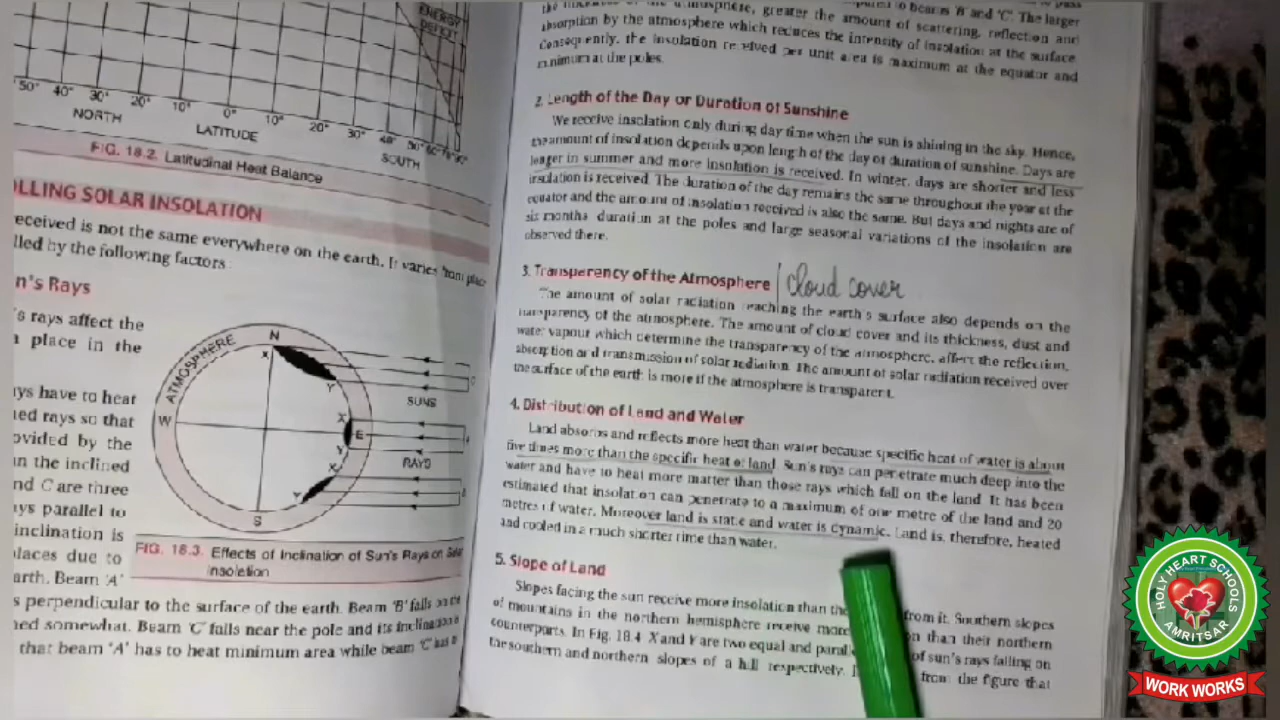 ENERGY
DEFICIT
50° 40° 30° 20° 10° 0° 10° 20° 30° 40 50° 60°
NORTH LATITUDE SOUTH
FIG. 18.2. Latitudinal Heat Balance
OLLING SOLAR INSOLATION
received is not the same everywhere on the earth. It varies from place
lled by the following factors
n's Rays
's rays affect the
a place in the
ays have to heat
ned rays so that
ovided by the
an the inclined
nd C are three
ays parallel to
inclination is
places due to
arth. Beam 'A'
s perpendicular to the surface of the earth. Beam 'B' falls on the
ned somewhat. Beam 'C' falls near the pole and its inclination
that beam 'A' has to heat minimum area while beam 'C' has to
ATMOSPHERE
N
X
Y
C
SUNS
W
X
E
A
Y
RAYS
X
Y
B
S
FIG. 18.3. Effects of Inclination of Sun's Rays on Solar
Insolation
to beams 'B' and 'C'. The larger
the atmosphere, greater the amount of scattering, reflection and
absorption by the atmosphere which reduces the intensity of insolation at the surface.
Consequently, the insolation received per unit area is maximum at the equator and
minimum at the poles.
2. Length of the Day or Duration of Sunshine
We receive insolation only during day time when the sun is shining in the sky. Hence,
the amount of insolation depends upon length of the day or duration of sunshine. Days are
longer in summer and more insolation is received. In winter, days are shorter and less
insolation is received. The duration of the day remains the same throughout the year at the
equator and the amount of insolation received is also the same. But days and nights are of
six months duration at the poles and large seasonal variations of the insolation are
observed there.
3. Transparency of the Atmosphere / Cloud cover
The amount of solar radiation reaching the earth's surface also depends on the
transparency of the atmosphere. The amount of cloud cover and its thickness, dust and
water vapour which determine the transparency of the atmosphere, affect the reflection,
absorption and transmission of solar radiation. The amount of solar radiation received over
the surface of the earth is more if the atmosphere is transparent.
4. Distribution of Land and Water
Land absorbs and reflects more heat than water because specific heat of water is about
five times more than the specific heat of land. Sun's rays can penetrate much deep into the
water and have to heat more matter than those rays which fall on the land. It has been
estimated that insolation can penetrate to a maximum of one metre of the land and 20
metres of water. Moreover land is static and water is dynamic. Land is, therefore, heated
and cooled in a much shorter time than water.
5. Slope of Land
Slopes facing the sun receive more insolation than from it. Southern slopes
of mountains in the northern hemisphere receive more than their northern
counterparts. In Fig. 18.4 X and Y are two equal and of sun's rays falling on
the southern and northern slopes of a hill respectively. from the figure that
HOLY HEART SCHOOLS
AMRITSAR
WORK WORKS